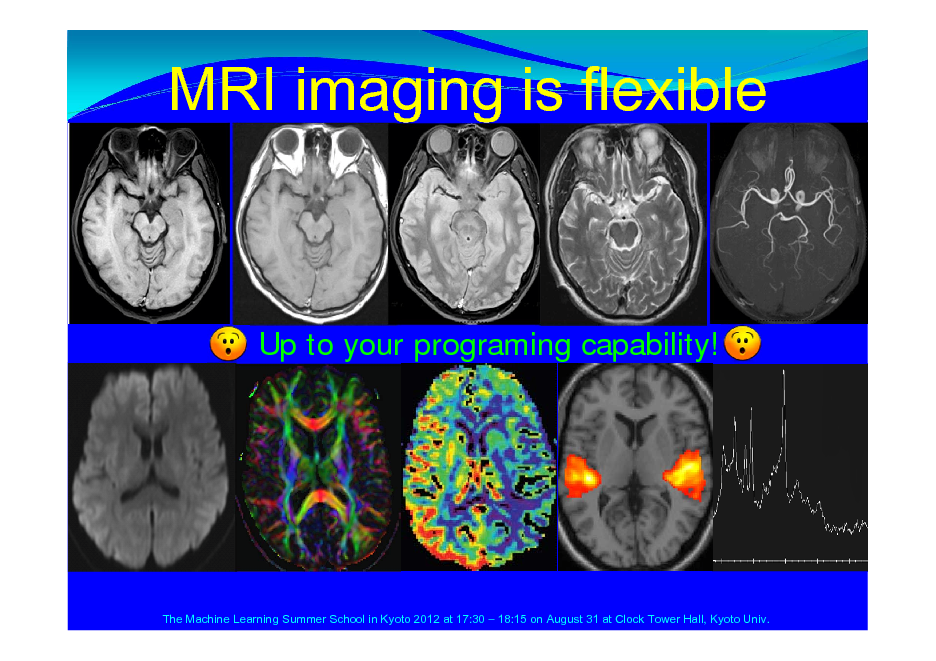 MRI imaging is flexible
Up to your programing capability!
The Machine Learning Summer School in Kyoto 2012 at 17:30 – 18:15 on August 31 at Clock Tower Hall, Kyoto Univ.